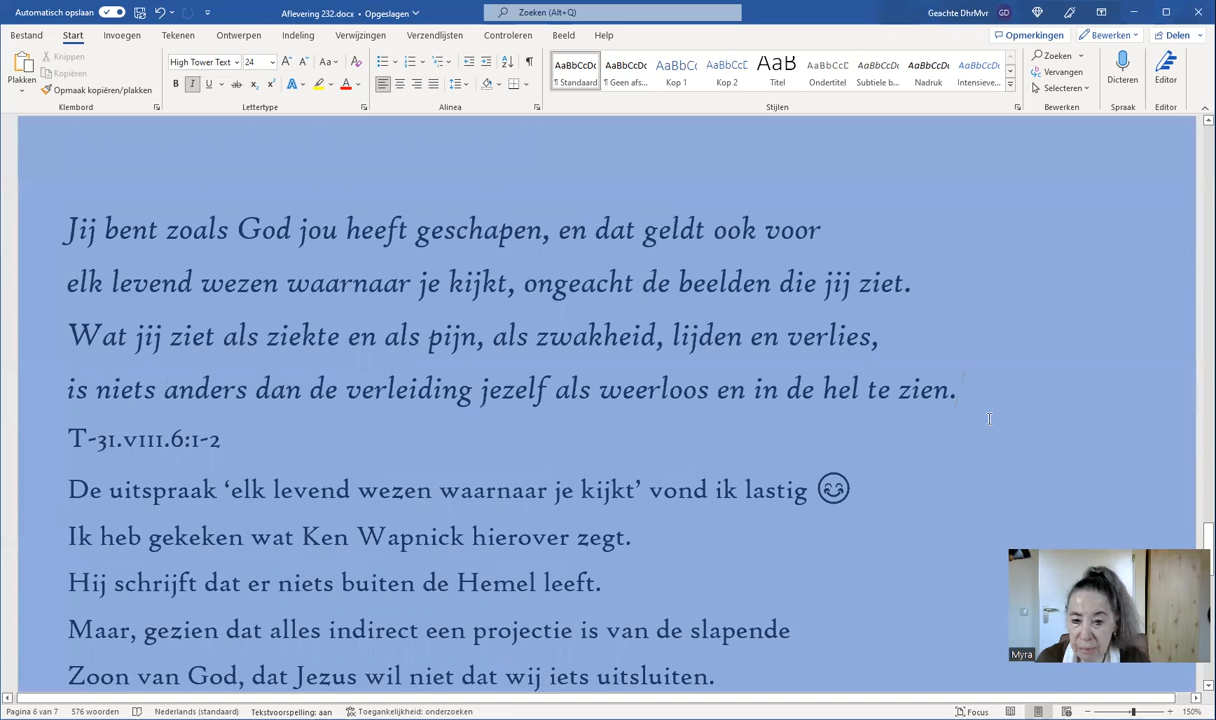 Automatisch opslaan
Aflevering 232.docx • Opgeslagen
Zoeken (Alt+Q)
Geachte DhrMvr
GD
Bestand Start Invoegen Tekenen Ontwerpen Indeling Verwijzingen Verzendlijsten Controleren Beeld Help
Opmerkingen Bewerken Delen
Plakken
Knippen
Kopiëren
Opmaak kopiëren/plakken
Klembord
High Tower Text 24
Lettertype
Alinea
AaBbCcDc AaBbCcDc AaBbCc AaBbCcC AaB AaBbCcD AaBbCcDc AaBbCcDc AaBbCcDc
¶ Standaard ¶ Geen afs... Kop 1 Kop 2 Titel Ondertitel Subtiele b... Nadruk Intensieve...
Stijlen
Zoeken
Vervangen
Selecteren
Bewerken
Dicteren
Spraak
Editor
Editor
Jij bent zoals God jou heeft geschapen, en dat geldt ook voor
elk levend wezen waarnaar je kijkt, ongeacht de beelden die jij ziet.
Wat jij ziet als ziekte en als pijn, als zwakheid, lijden en verlies,
is niets anders dan de verleiding jezelf als weerloos en in de hel te zien.
T-31.VIII.6:1-2
De uitspraak ‘elk levend wezen waarnaar je kijkt’ vond ik lastig 😊
Ik heb gekeken wat Ken Wapnick hierover zegt.
Hij schrijft dat er niets buiten de Hemel leeft.
Maar, gezien dat alles indirect een projectie is van de slapende
Zoon van God, dat Jezus wil niet dat wij iets uitsluiten.
Myra
Pagina 6 van 7 576 woorden Nederlands (standaard) Tekstvoorspelling: aan Toegankelijkheid: onderzoeken
Focus
150%